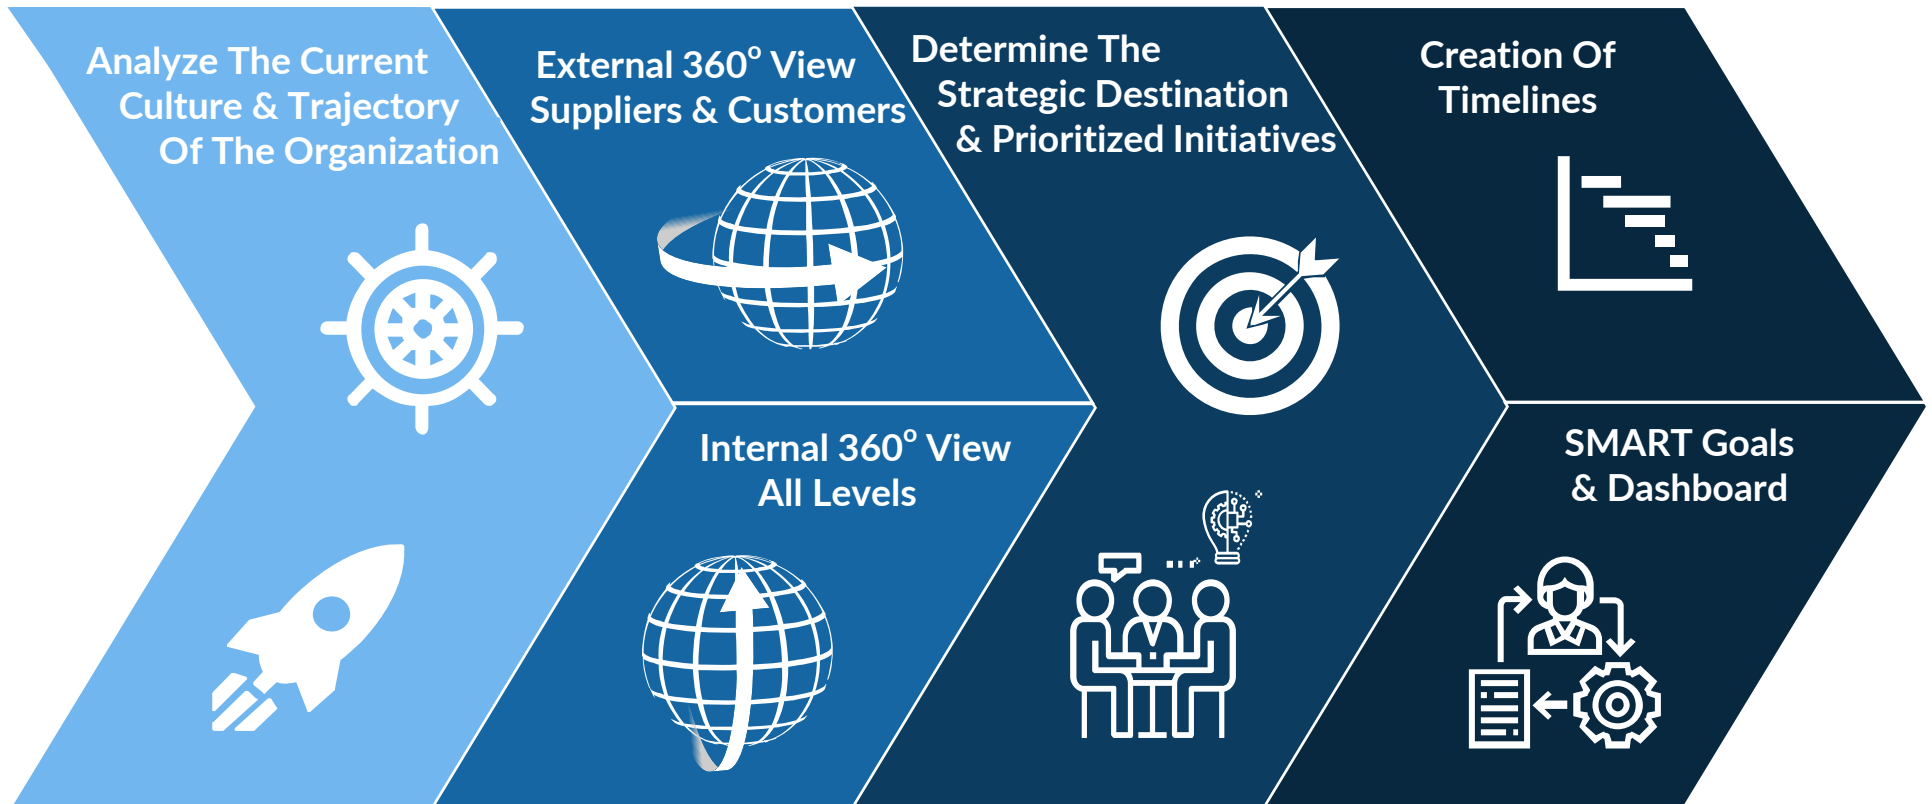 Analyze The Current
Culture & Trajectory
Of The Organization
External 360° View
Suppliers & Customers
Internal 360° View
All Levels
Determine The
Strategic Destination
& Prioritized Initiatives
Creation Of
Timelines
SMART Goals
& Dashboard